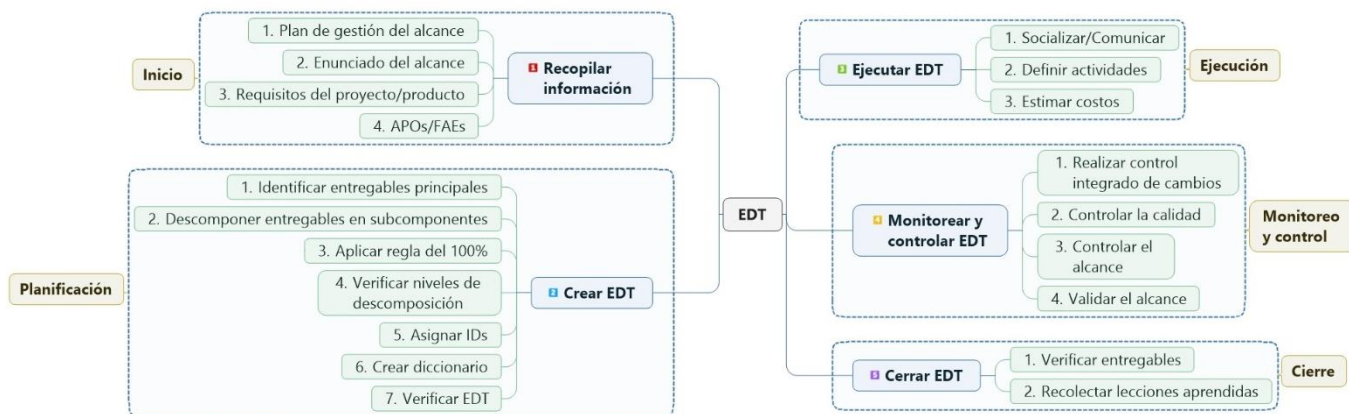 Inicio
1. Plan de gestión del alcance
2. Enunciado del alcance
3. Requisitos del proyecto/producto
4. APOs/FAEs
1 Recopilar
información
Planificación
1. Identificar entregables principales
2. Descomponer entregables en subcomponentes
3. Aplicar regla del 100%
4. Verificar niveles de
descomposición
5. Asignar IDs
6. Crear diccionario
7. Verificar EDT
2 Crear EDT
EDT
3 Ejecutar EDT
1. Socializar/Comunicar
2. Definir actividades
3. Estimar costos
Ejecución
4 Monitorear y
controlar EDT
1. Realizar control
integrado de cambios
2. Controlar la calidad
3. Controlar el
alcance
4. Validar el alcance
Monitoreo
y control
5 Cerrar EDT
1. Verificar entregables
2. Recolectar lecciones aprendidas
Cierre